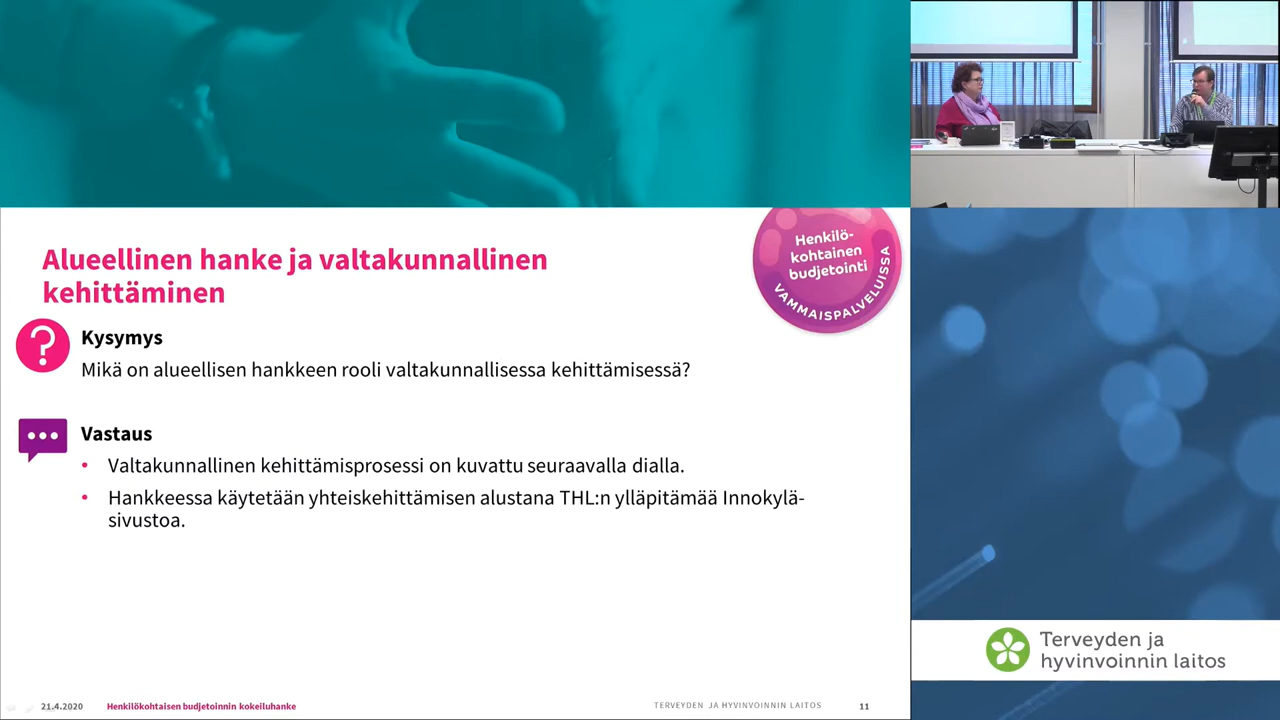 Alueellinen hanke ja valtakunnallinen
kehittäminen
Henkilö-
kohtainen
budjetointi
VAMMAISPALVELUISSA
?
Kysymys
Mikä on alueellisen hankkeen rooli valtakunnallisessa kehittämisessä?
Vastaus
• Valtakunnallinen kehittämisprosessi on kuvattu seuraavalla dialla.
• Hankkeessa käytetään yhteiskehittämisen alustana THL:n ylläpitämää Innokylä-
sivustoa.
Terveyden ja
hyvinvoinnin laitos
21.4.2020
Henkilökohtaisen budjetoinnin kokeiluhanke
TERVEYDEN JA HYVINVOINNIN LAITOS
11